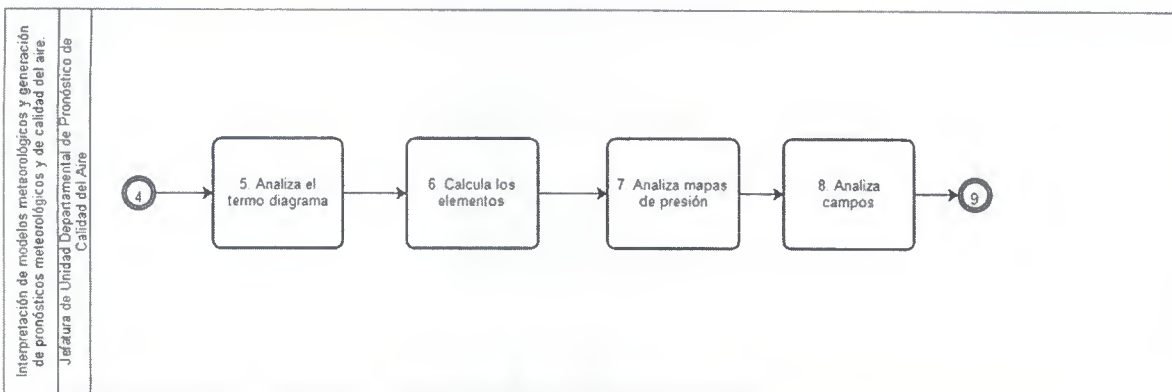 Interpretación de modelos meteorológicos y generación
de pronósticos meteorológicos y de calidad del aire.
Jefatura de Unidad Departamental de Pronóstico de
Calidad del Aire
4
5. Analiza el
termo diagrama
6. Calcula los
elementos
7. Analiza mapas
de presión
8. Analiza
campos
9